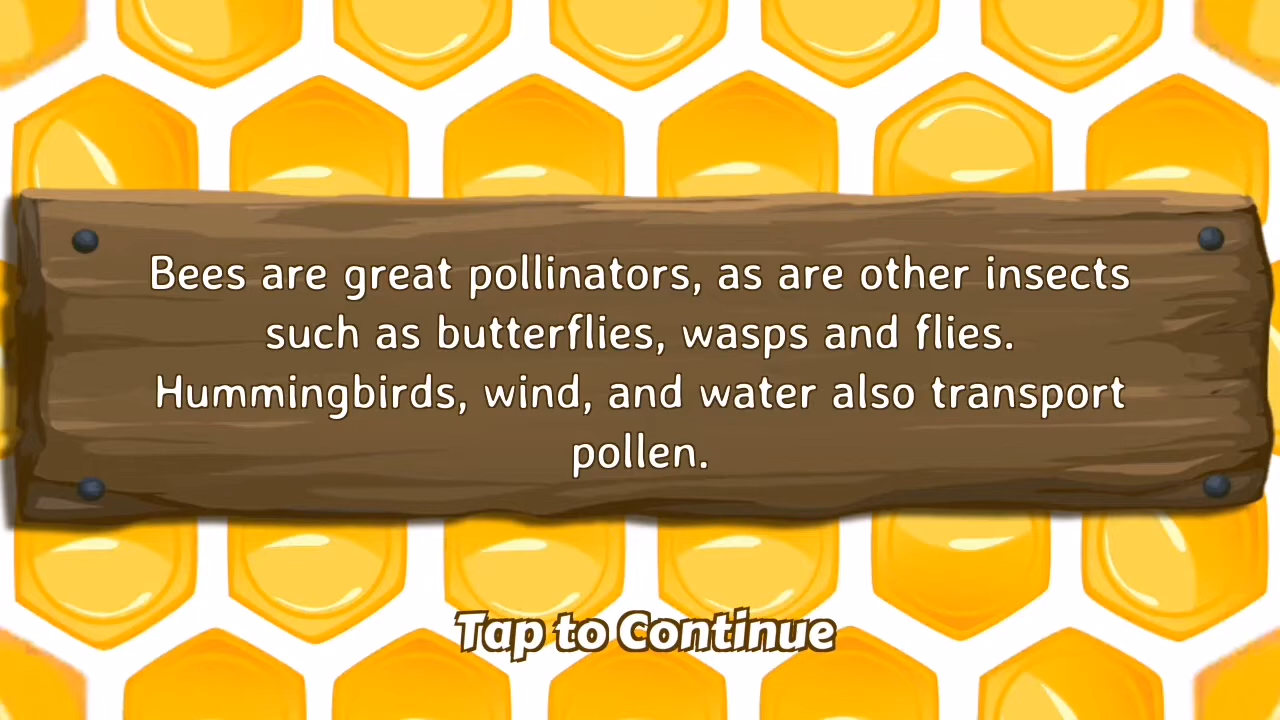 Bees are great pollinators, as are other insects
such as butterflies, wasps and flies.
Hummingbirds, wind, and water also transport
pollen.
Tap to Continue